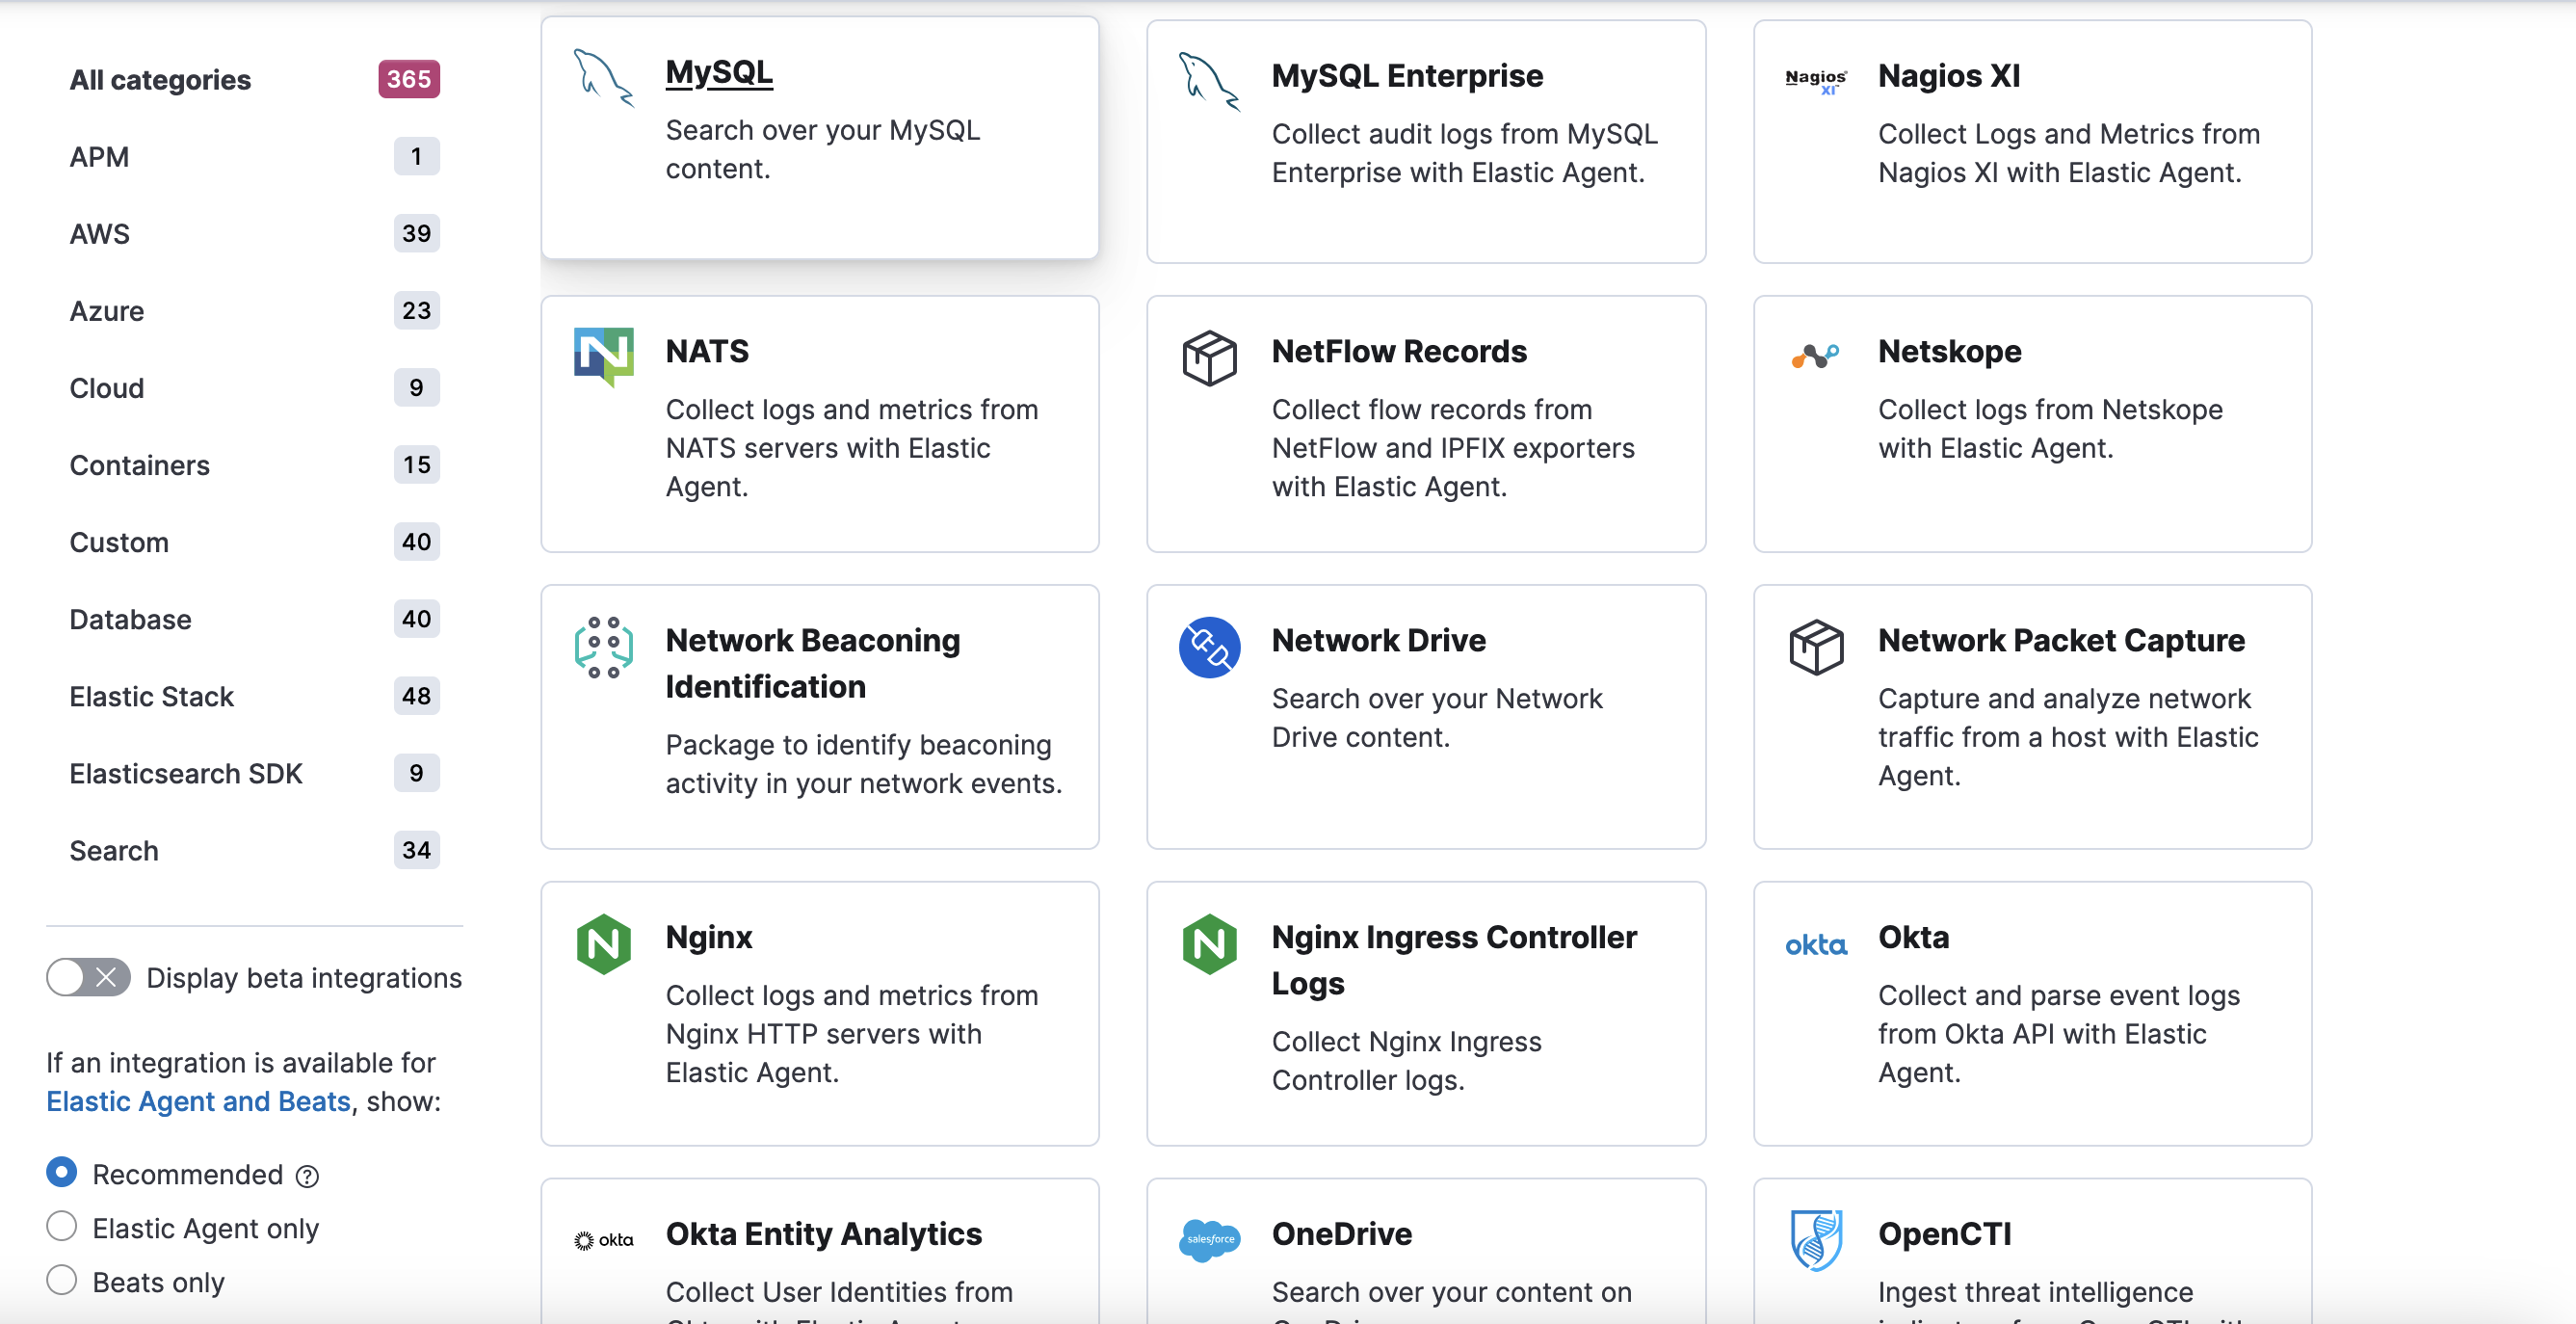 All categories 365
APM 1
AWS 39
Azure 23
Cloud 9
Containers 15
Custom 40
Database 40
Elastic Stack 48
Elasticsearch SDK 9
Search 34
Display beta integrations
If an integration is available for
Elastic Agent and Beats, show:
Recommended
Elastic Agent only
Beats only
MySQL
Search over your MySQL
content.
MySQL Enterprise
Collect audit logs from MySQL
Enterprise with Elastic Agent.
Nagios XI
Nagios XI
Collect Logs and Metrics from
Nagios XI with Elastic Agent.
NATS
Collect logs and metrics from
NATS servers with Elastic
Agent.
NetFlow Records
Collect flow records from
NetFlow and IPFIX exporters
with Elastic Agent.
Netskope
Collect logs from Netskope
with Elastic Agent.
Network Beaconing
Identification
Package to identify beaconing
activity in your network events.
Network Drive
Search over your Network
Drive content.
Network Packet Capture
Capture and analyze network
traffic from a host with Elastic
Agent.
Nginx
Collect logs and metrics from
Nginx HTTP servers with
Elastic Agent.
Nginx Ingress Controller
Logs
Collect Nginx Ingress
Controller logs.
okta
Okta
Collect and parse event logs
from Okta API with Elastic
Agent.
okta
Okta Entity Analytics
Collect User Identities from
salesforce
OneDrive
Search over your content on
OpenCTI
Ingest threat intelligence